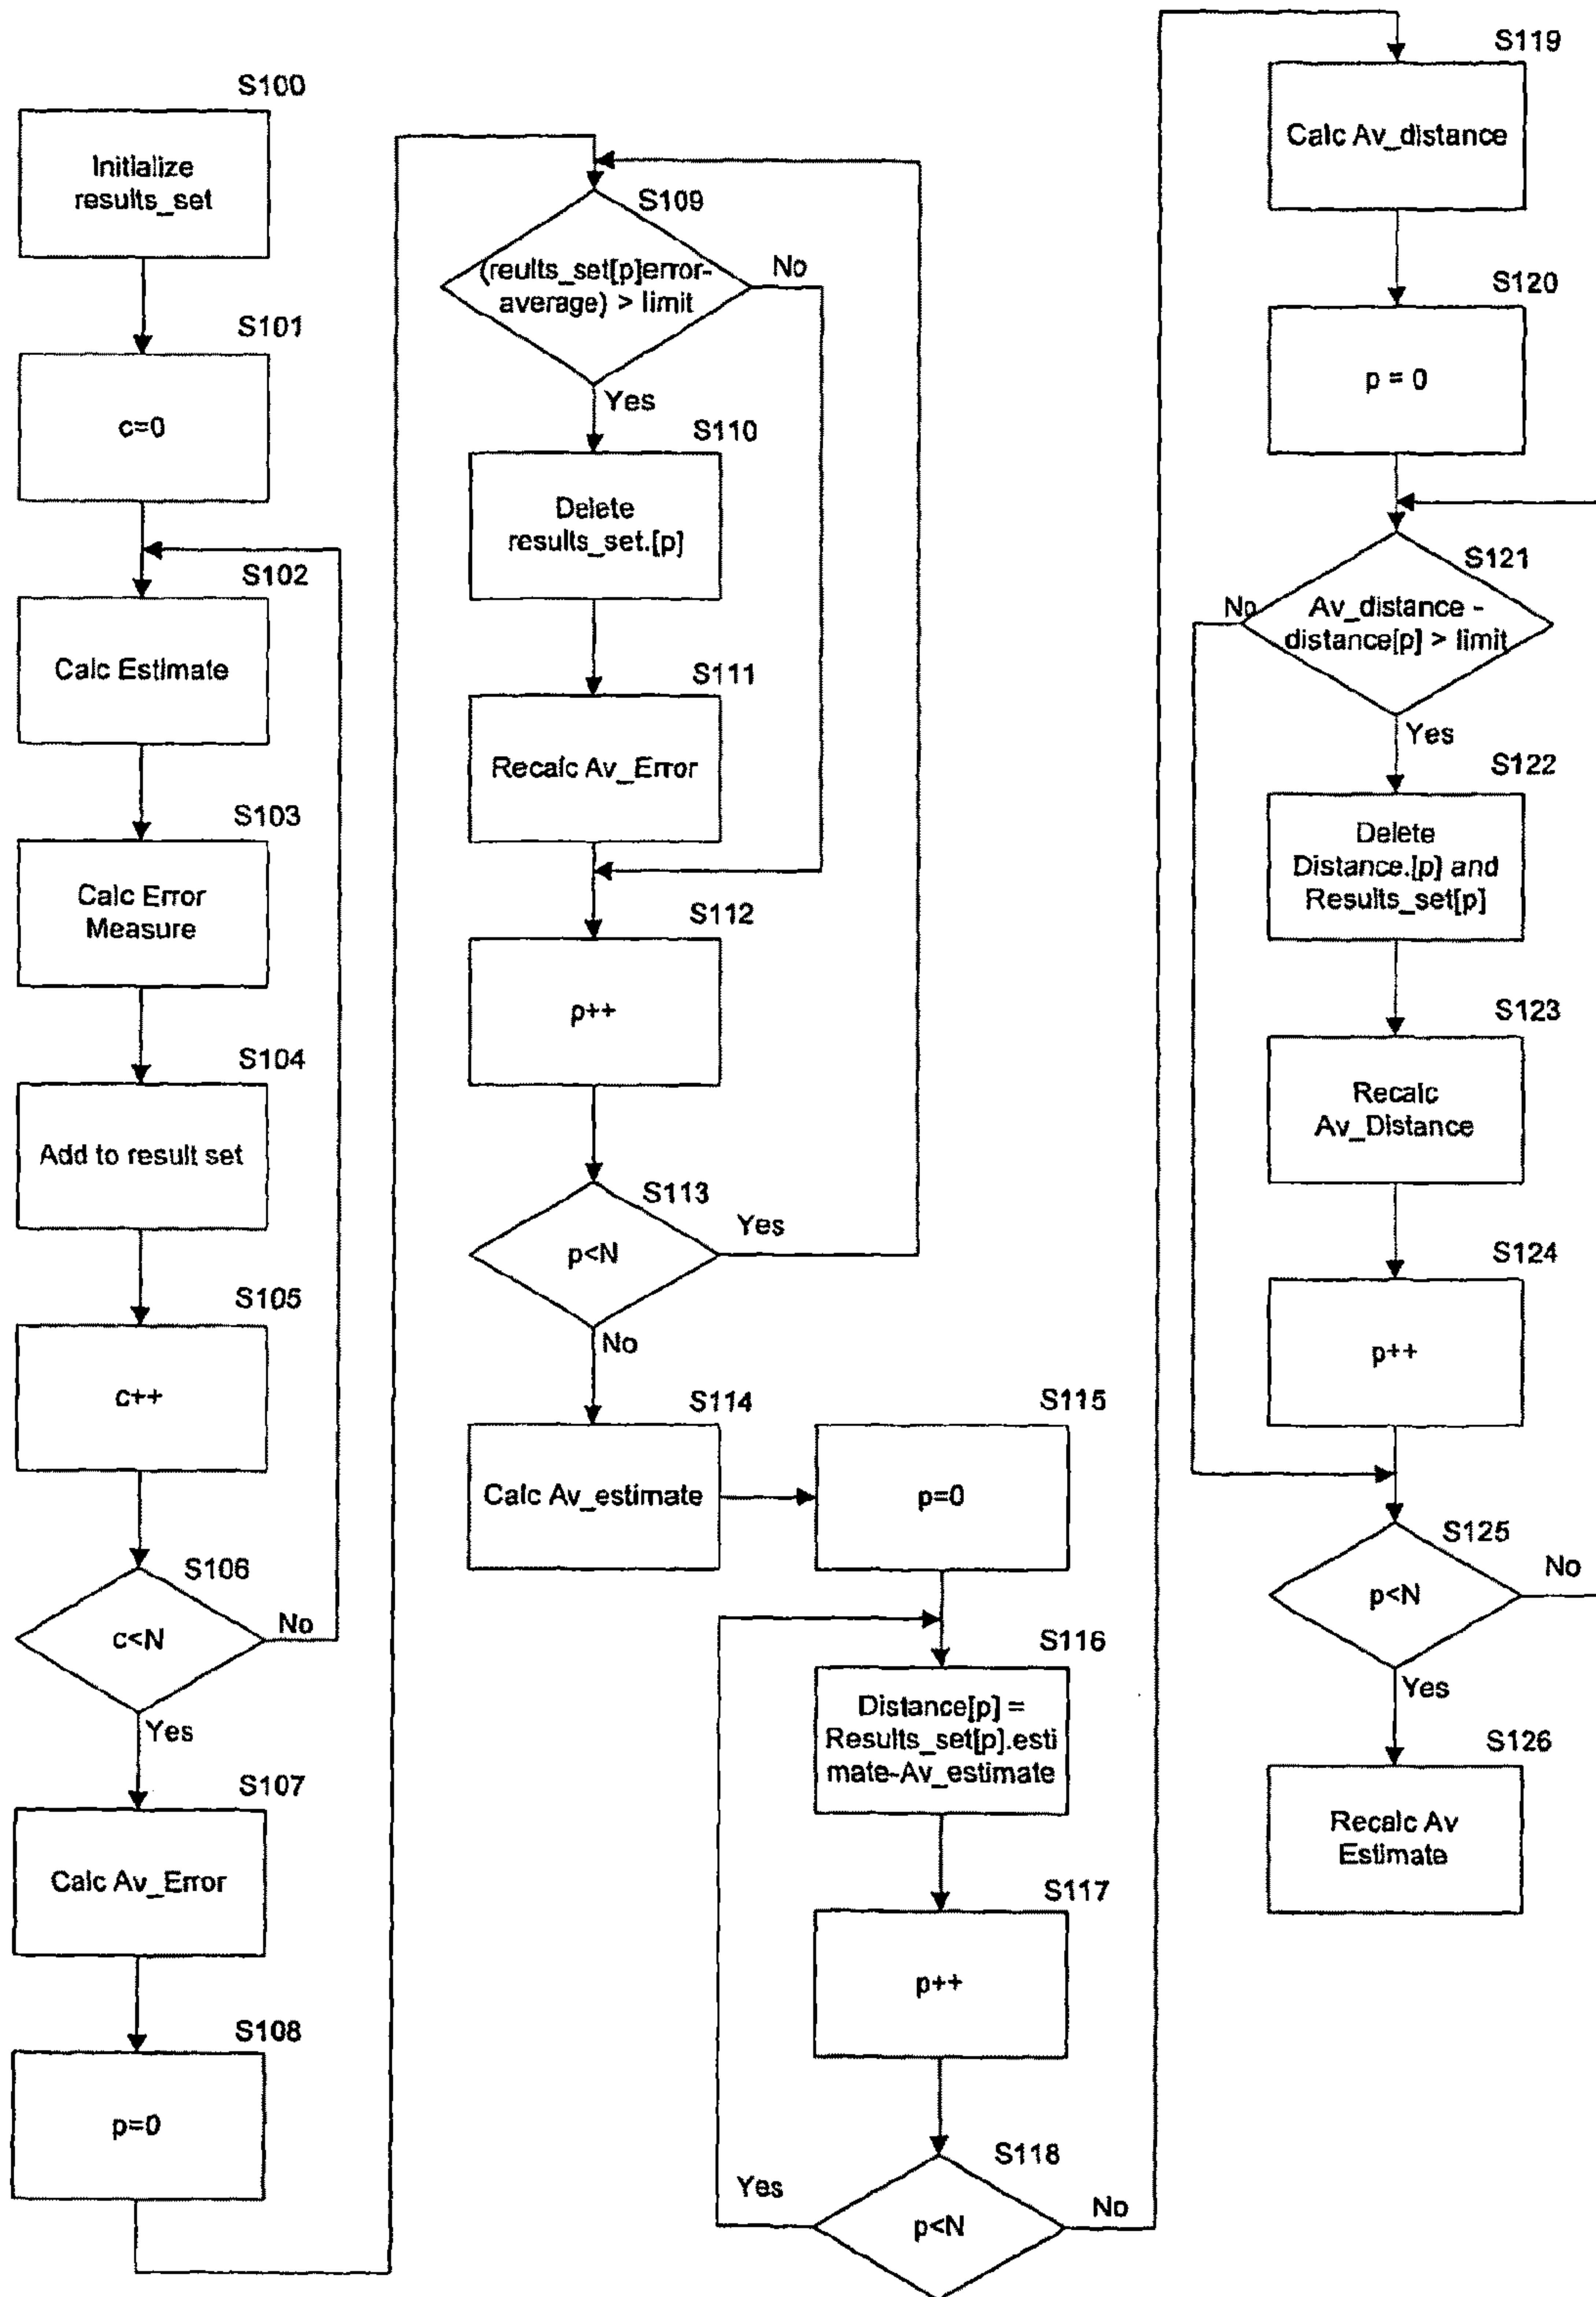 S100
Initialize
results_set
S101
c=0
S102
Calc Estimate
S103
Calc Error
Measure
S104
Add to result set
S105
c++
S106
c<N
No
Yes
S107
Calc Av_Error
S108
p=0
S109
(reults_set[p]error-
average) > limit
No
Yes
S110
Delete
results_set.[p]
S111
Recalc Av_Error
S112
p++
S113
p<N
Yes
No
S114
Calc Av_estimate
S115
p=0
S116
Distance[p] =
Results_set[p].esti
mate-Av_estimate
S117
p++
S118
Yes
p<N
No
S119
Calc Av_distance
S120
p = 0
S121
No
Av_distance -
distance[p] > limit
Yes
S122
Delete
Distance.[p] and
Results_set[p]
S123
Recalc
Av_Distance
S124
p++
S125
p<N
No
Yes
S126
Recalc Av
Estimate